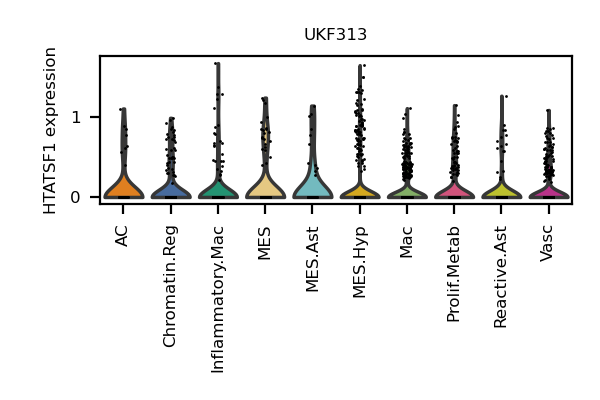 UKF313
HTATSF1 expression
1
0
AC
Chromatin.Reg
Inflammatory.Mac
MES
MES.Ast
MES.Hyp
Mac
Prolif.Metab
Reactive.Ast
Vasc